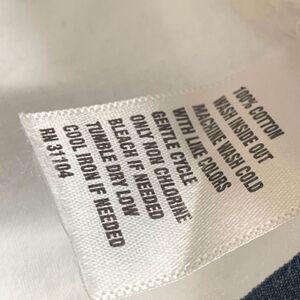 100% COTTON
WASH INSIDE OUT
MACHINE WASH COLD
WITH LIKE COLORS
GENTLE CYCLE
ONLY NON CHLORINE
BLEACH IF NEEDED
TUMBLE DRY LOW
COOL IRON IF NEEDED
RN 31104